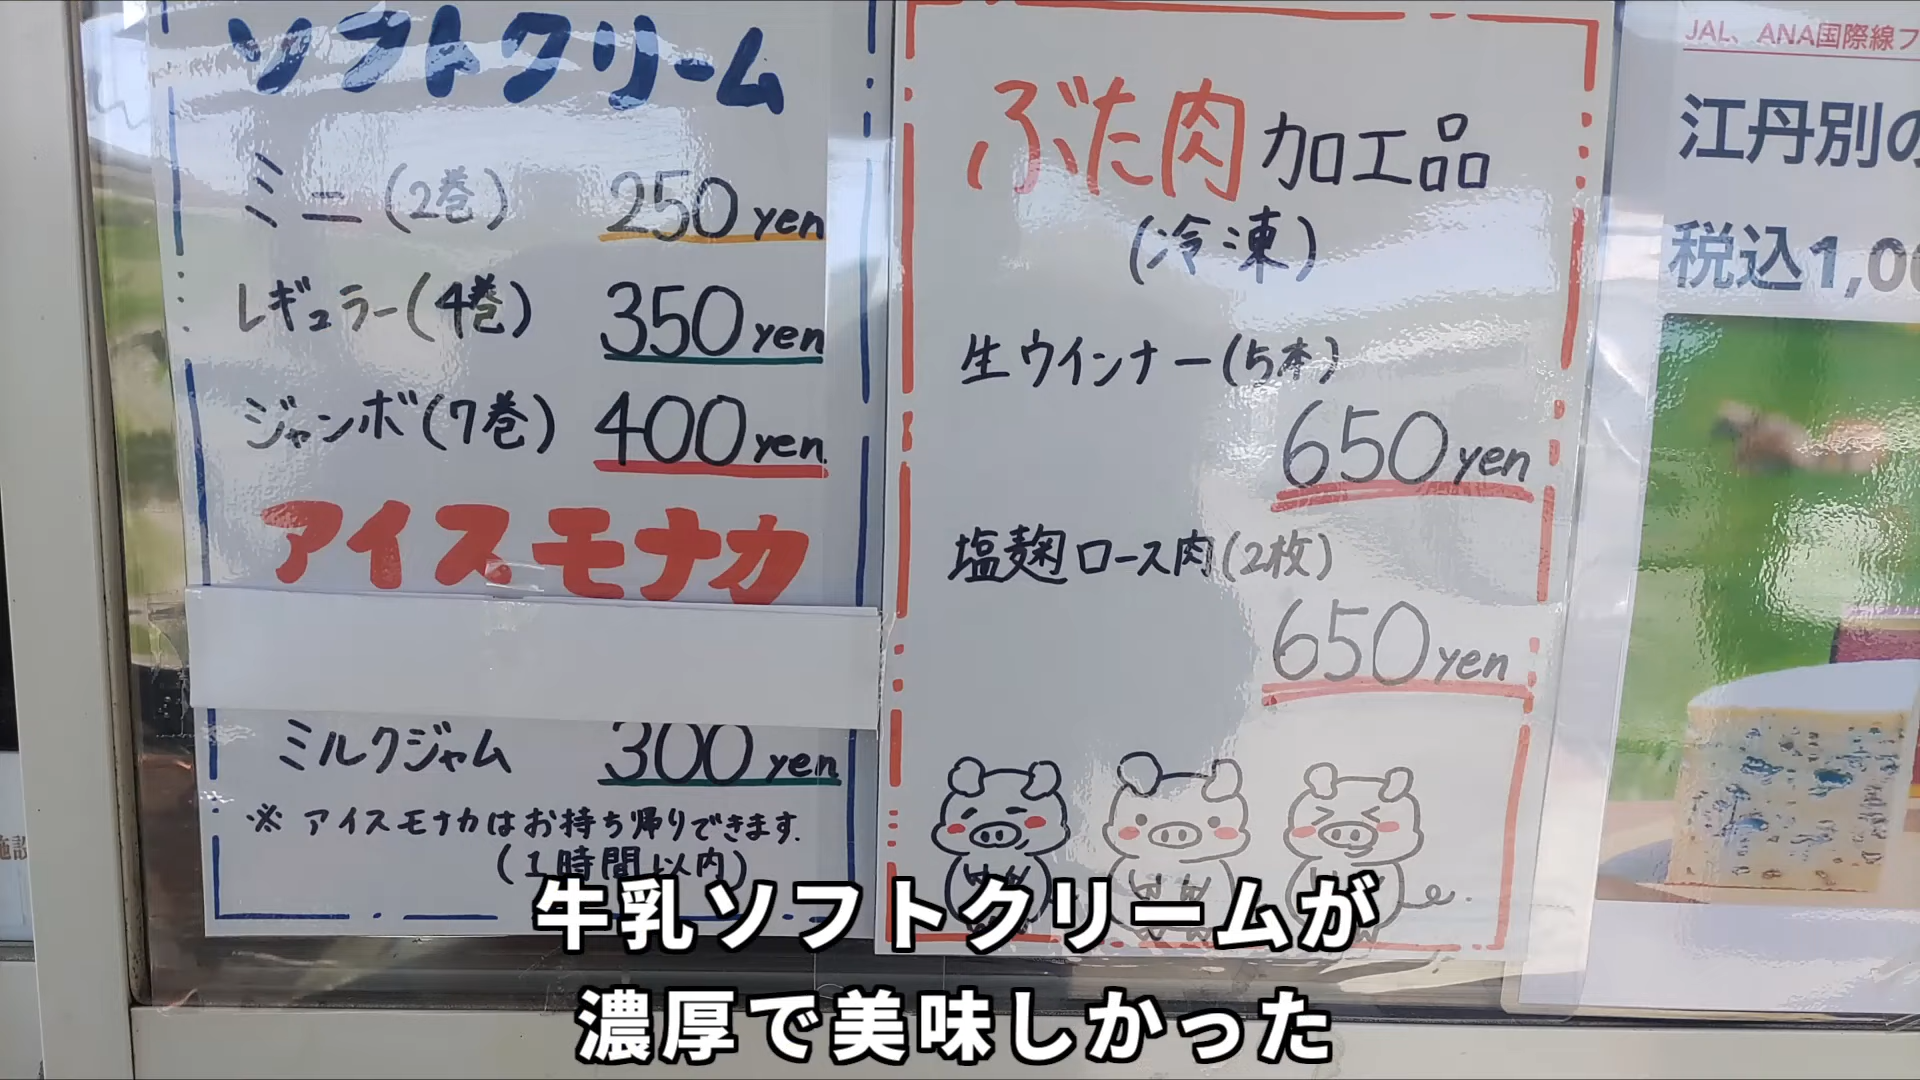 ソフトクリーム
ミニ(2巻) 250yen
レギュラー(4巻) 350yen
ジャンボ(7巻) 400yen.
アイスモナカ
ミルクジャム 300yen
※ アイスモナカはお持ち帰りできます.
(1時間以内)
ぶた肉加工品
(冷凍)
生ウインナー(5本)
650yen
塩麹ロース肉(2枚)
650yen
JAL、ANA国際線フ
江丹別の
税込1,00
施設
牛乳ソフトクリームが
濃厚で美味しかった